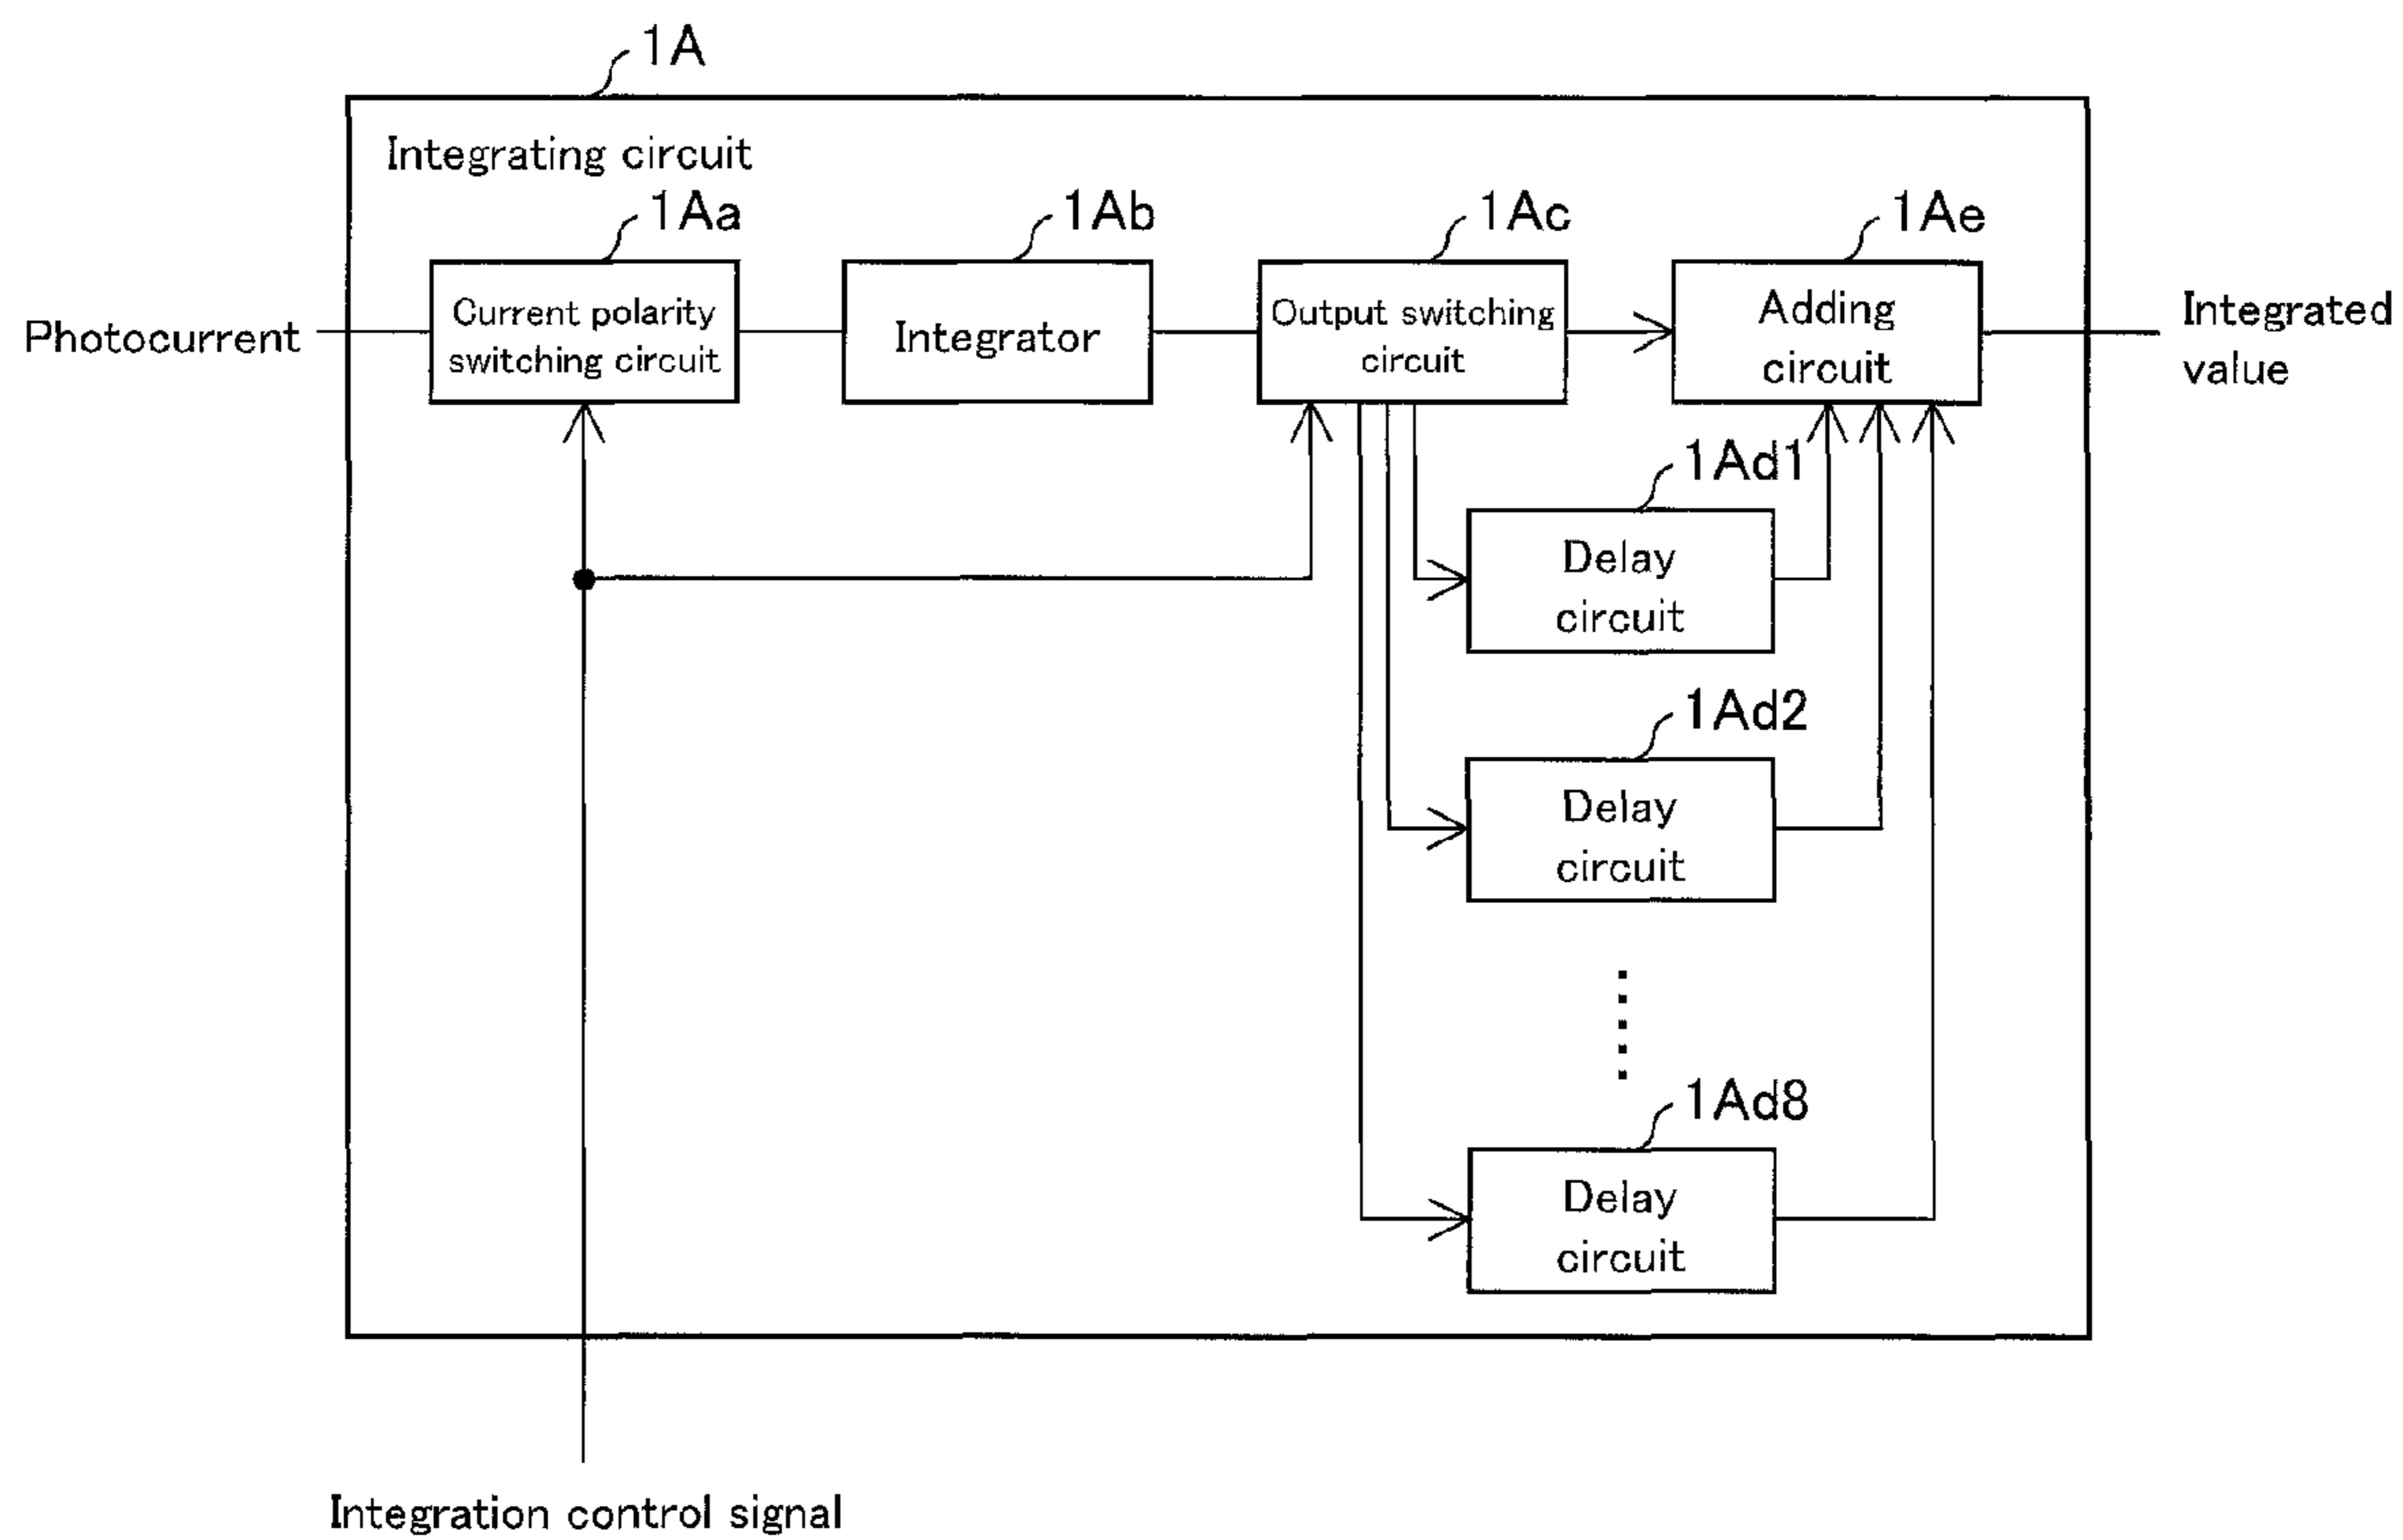 1A
Integrating circuit
1Aa
1Ab
1Ac
1Ae
Photocurrent
Current polarity
switching circuit
Integrator
Output switching
circuit
Adding
circuit
Integrated
value
1Ad1
Delay
circuit
1Ad2
Delay
circuit
1Ad8
Delay
circuit
Integration control signal